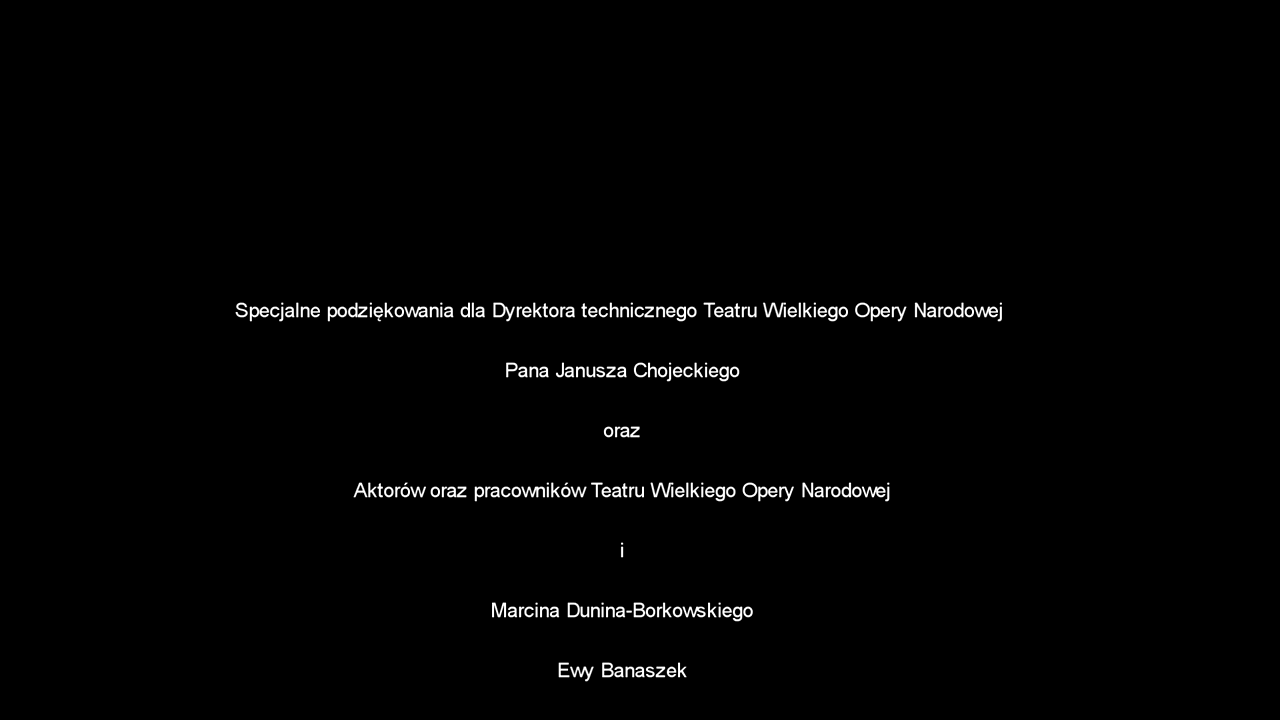 Specjalne podziękowania dla Dyrektora technicznego Teatru Wielkiego Opery Narodowej
Pana Janusza Chojeckiego
oraz
Aktorów oraz pracowników Teatru Wielkiego Opery Narodowej
i
Marcina Dunina-Borkowskiego
Ewy Banaszek